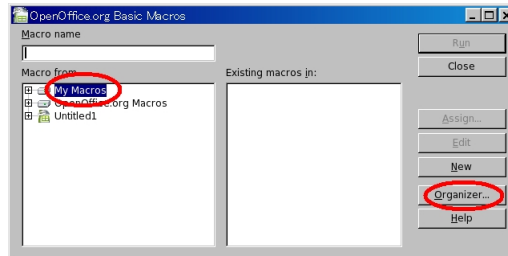 OpenOffice.org Basic Macros
Macro name
Run
Close
Macro from
Existing macros in:
My Macros
OpenOffice.org Macros
Untitled1
Assign...
Edit
New
Organizer...
Help